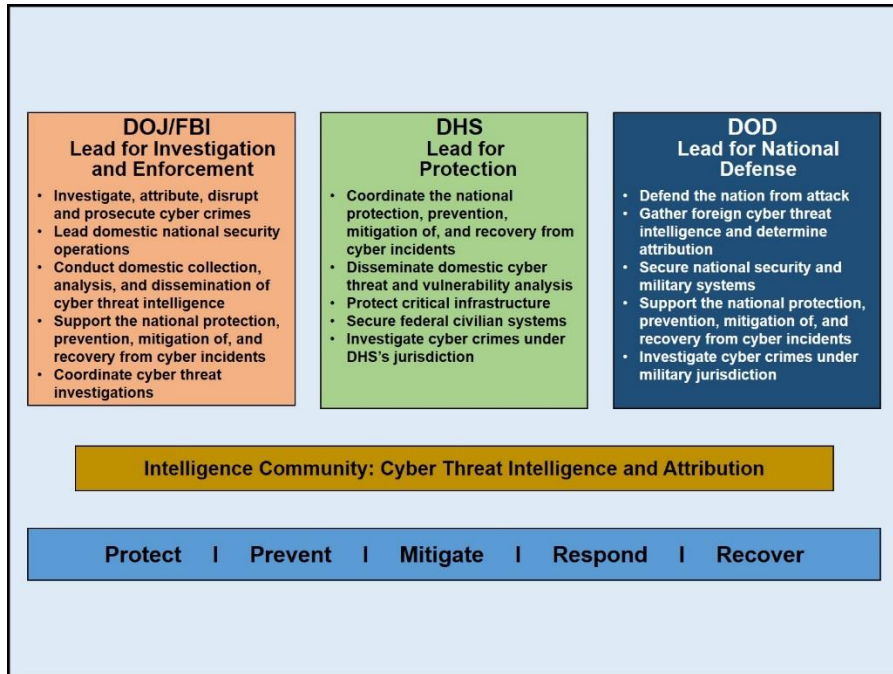 DOJ/FBI
Lead for Investigation
and Enforcement
• Investigate, attribute, disrupt
and prosecute cyber crimes
• Lead domestic national security
operations
• Conduct domestic collection,
analysis, and dissemination of
cyber threat intelligence
• Support the national protection,
prevention, mitigation of, and
recovery from cyber incidents
• Coordinate cyber threat
investigations
DHS
Lead for
Protection
• Coordinate the national
protection, prevention,
mitigation of, and recovery from
cyber incidents
• Disseminate domestic cyber
threat and vulnerability analysis
• Protect critical infrastructure
• Secure federal civilian systems
• Investigate cyber crimes under
DHS's jurisdiction
DOD
Lead for National
Defense
• Defend the nation from attack
• Gather foreign cyber threat
intelligence and determine
attribution
• Secure national security and
military systems
• Support the national protection,
prevention, mitigation of, and
recovery from cyber incidents
• Investigate cyber crimes under
military jurisdiction
Intelligence Community: Cyber Threat Intelligence and Attribution
Protect | Prevent | Mitigate | Respond | Recover